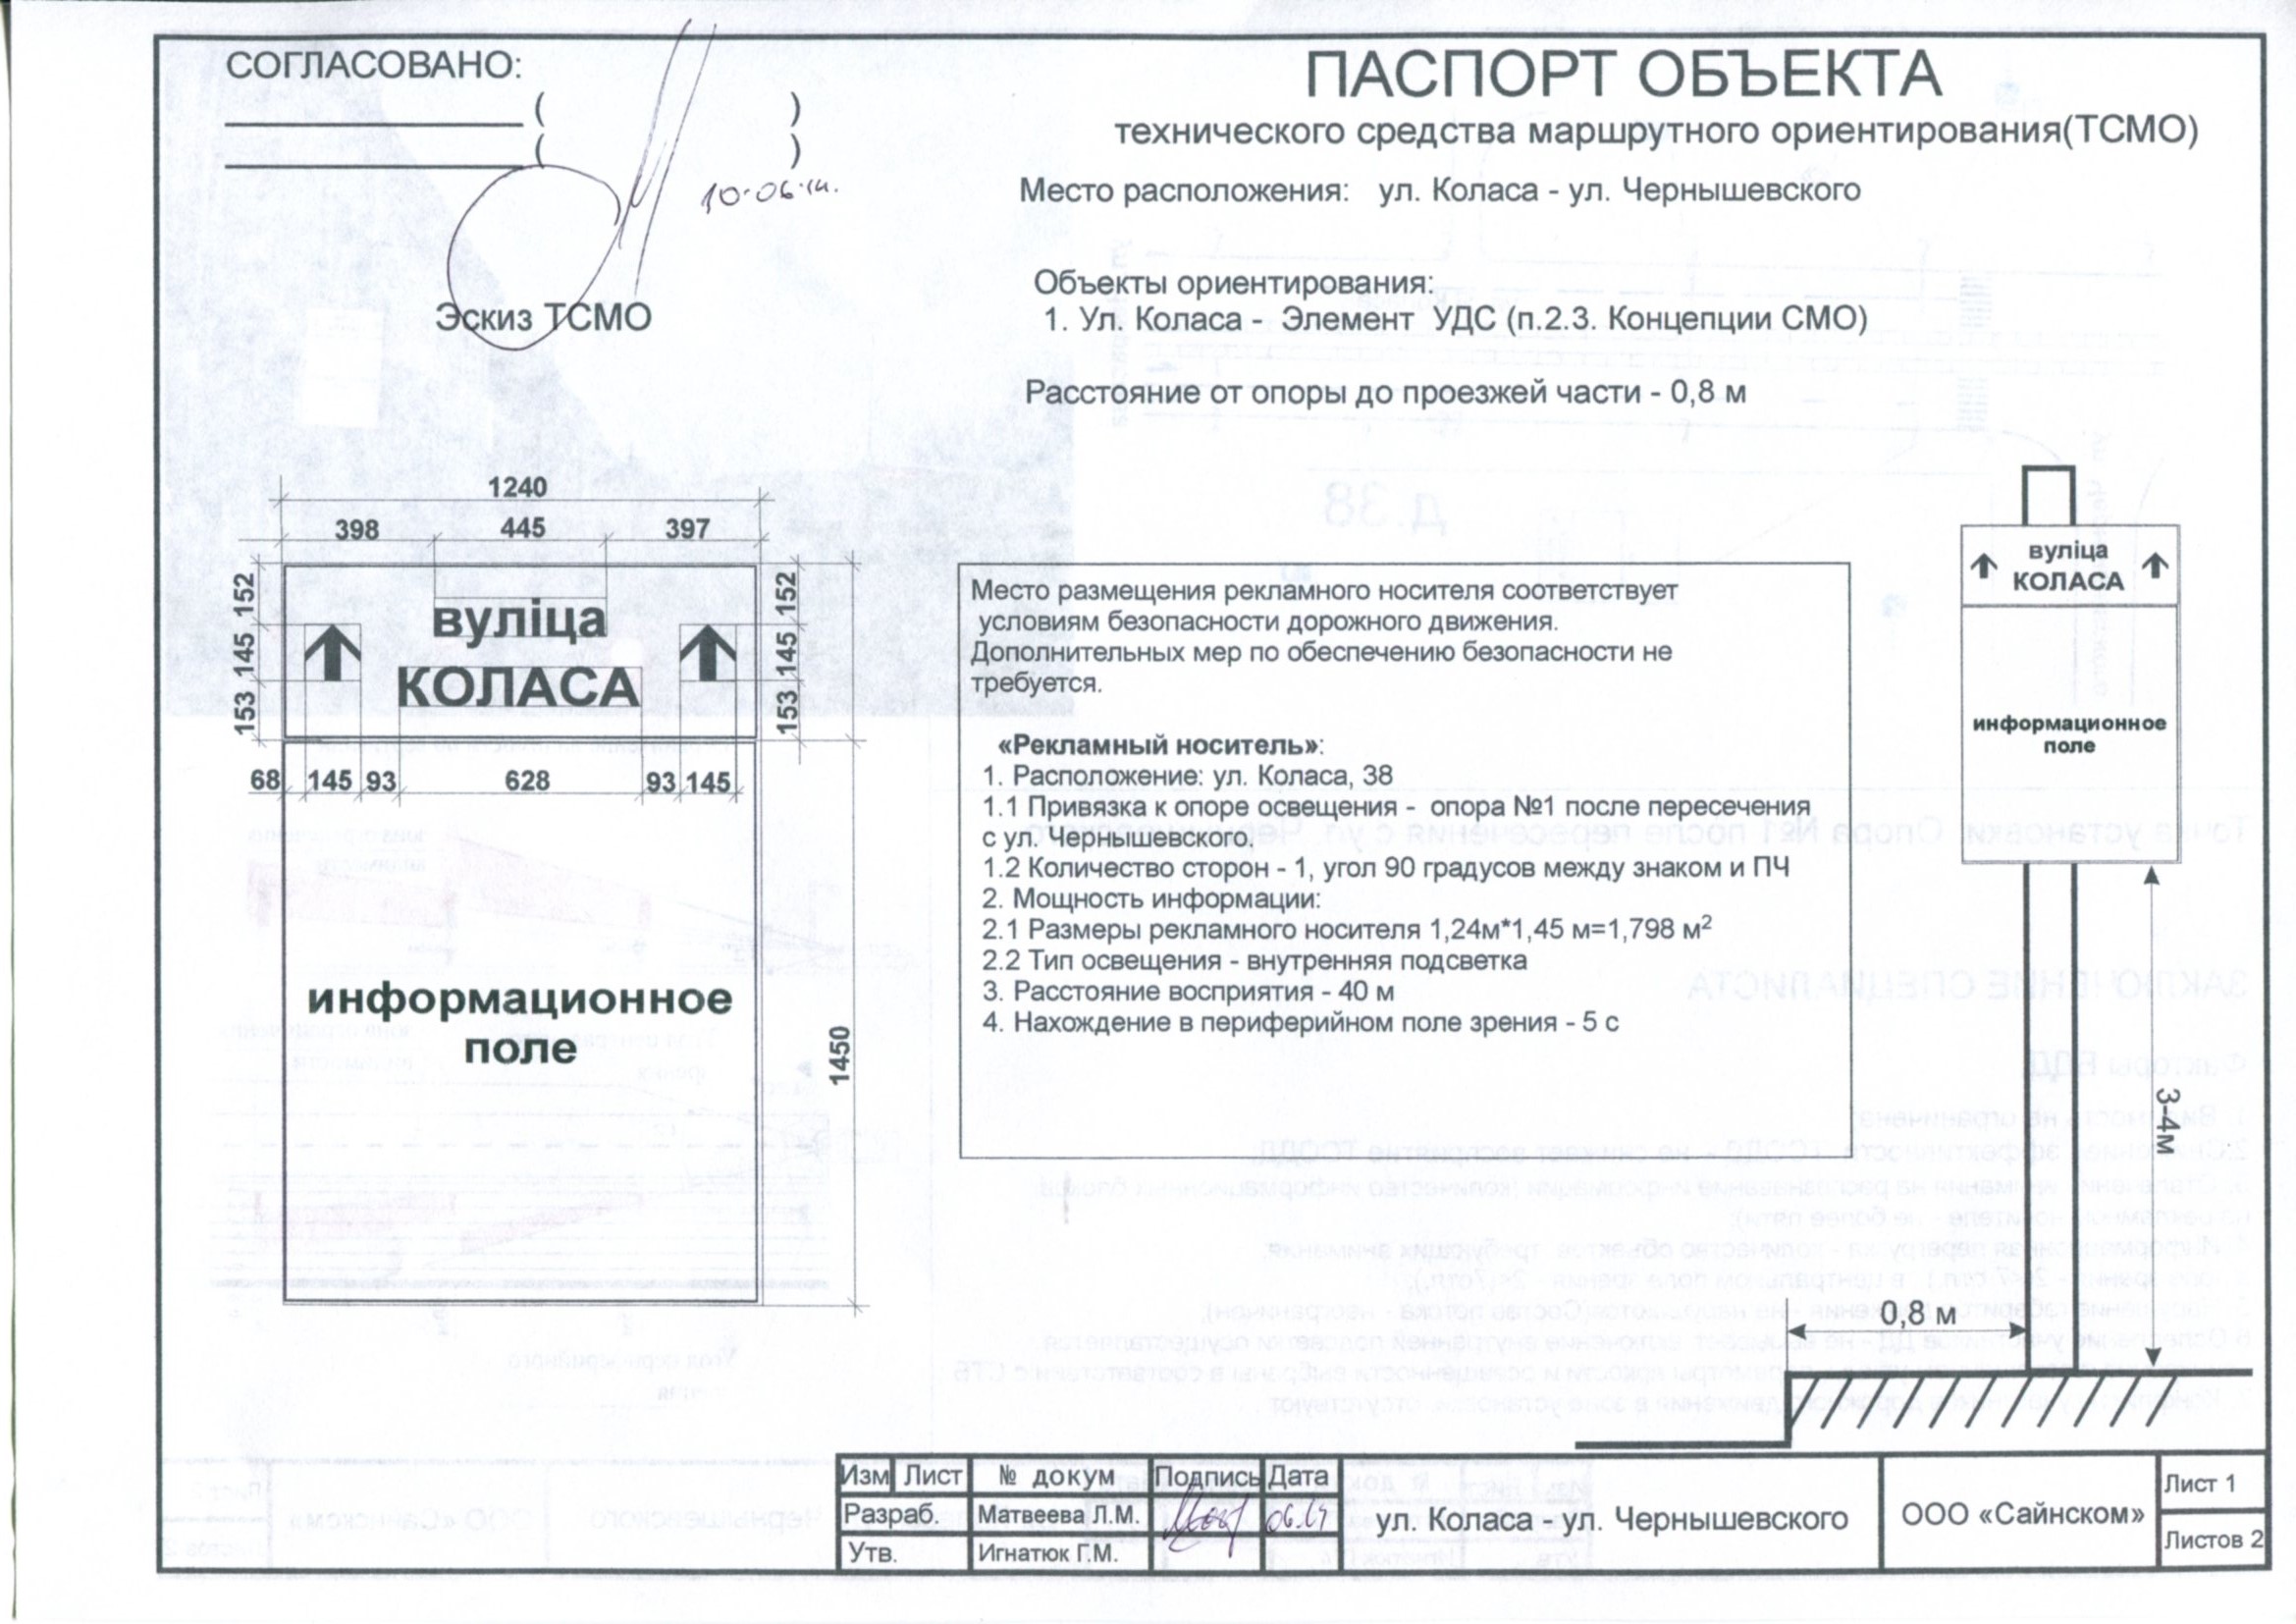 СОГЛАСОВАНО:
( )
( )
Эскиз ТСМО
ПАСПОРТ ОБЪЕКТА
технического средства маршрутного ориентирования(ТСМО)
Место расположения: ул. Коласа - ул. Чернышевского
Объекты ориентирования:
1. Ул. Коласа - Элемент УДС (п.2.3. Концепции СМО)
Расстояние от опоры до проезжей части - 0,8 м
1240
398 445 397
152 145 153
вуліца
КОЛАСА
152 145 153
68 145 93 628 93 145
информационное
поле
1450
Место размещения рекламного носителя соответствует
условиям безопасности дорожного движения.
Дополнительных мер по обеспечению безопасности не
требуется.
«Рекламный носитель»:
1. Расположение: ул. Коласа, 38
1.1 Привязка к опоре освещения - опора №1 после пересечения
с ул. Чернышевского.
1.2 Количество сторон - 1, угол 90 градусов между знаком и ПЧ
2. Мощность информации:
2.1 Размеры рекламного носителя 1,24м*1,45 м=1,798 м²
2.2 Тип освещения - внутренняя подсветка
3. Расстояние восприятия - 40 м
4. Нахождение в периферийном поле зрения - 5 с
вуліца
КОЛАСА
информационное
поле
3-4м
0,8 м
Изм Лист № докум Подпись Дата
Разраб. Матвеева Л.М.
Утв. Игнатюк Г.М.
ул. Коласа - ул. Чернышевского
ООО «Сайнском»
Лист 1
Листов 2